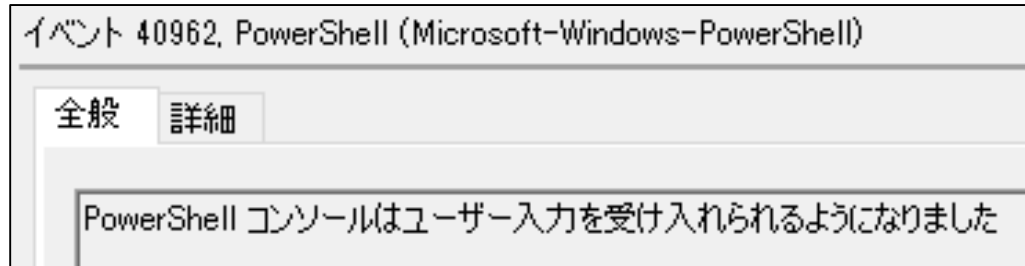 イベント 40962, PowerShell (Microsoft-Windows-PowerShell)
全般 詳細
PowerShell コンソールはユーザー入力を受け入れられるようになりました